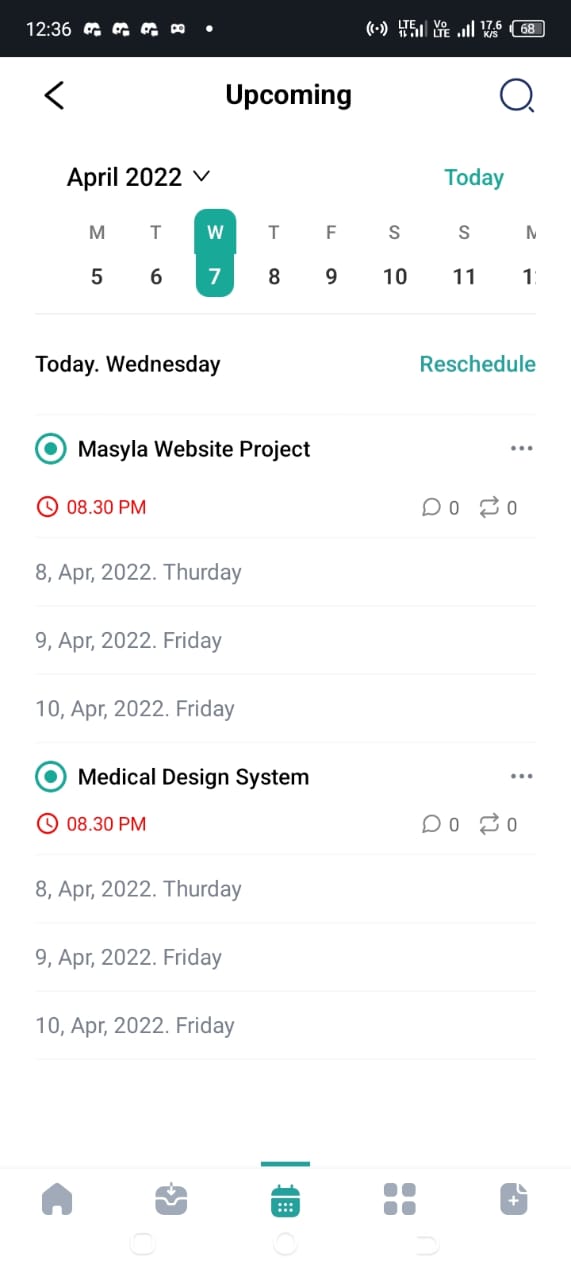 12:36 LTE Vo LTE 17.6 K/S 68
Upcoming
April 2022 Today
M T W T F S S M
5 6 7 8 9 10 11
Today. Wednesday Reschedule
Masyla Website Project
08.30 PM 0 0
8, Apr, 2022. Thurday
9, Apr, 2022. Friday
10, Apr, 2022. Friday
Medical Design System
08.30 PM 0 0
8, Apr, 2022. Thurday
9, Apr, 2022. Friday
10, Apr, 2022. Friday